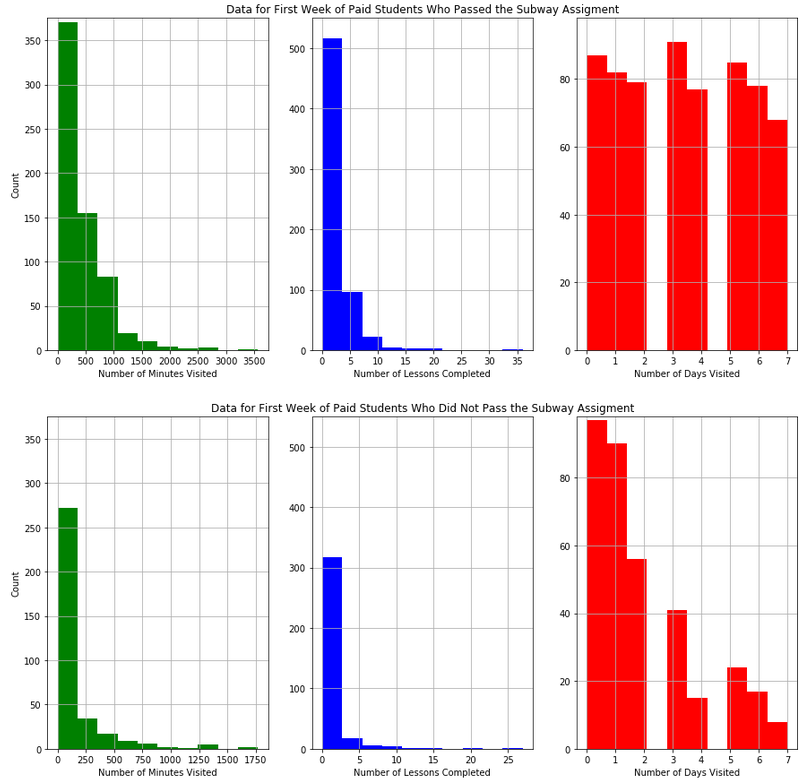 Data for First Week of Paid Students Who Passed the Subway Assigment
350
300
250
200
150
100
50
0
Count
0 500 1000 1500 2000 2500 3000 3500
Number of Minutes Visited
500
400
300
200
100
0
0 5 10 15 20 25 30 35
Number of Lessons Completed
80
60
40
20
0
0 1 2 3 4 5 6 7
Number of Days Visited
Data for First Week of Paid Students Who Did Not Pass the Subway Assigment
350
300
250
200
150
100
50
0
Count
0 250 500 750 1000 1250 1500 1750
Number of Minutes Visited
500
400
300
200
100
0
0 5 10 15 20 25
Number of Lessons Completed
80
60
40
20
0
0 1 2 3 4 5 6 7
Number of Days Visited